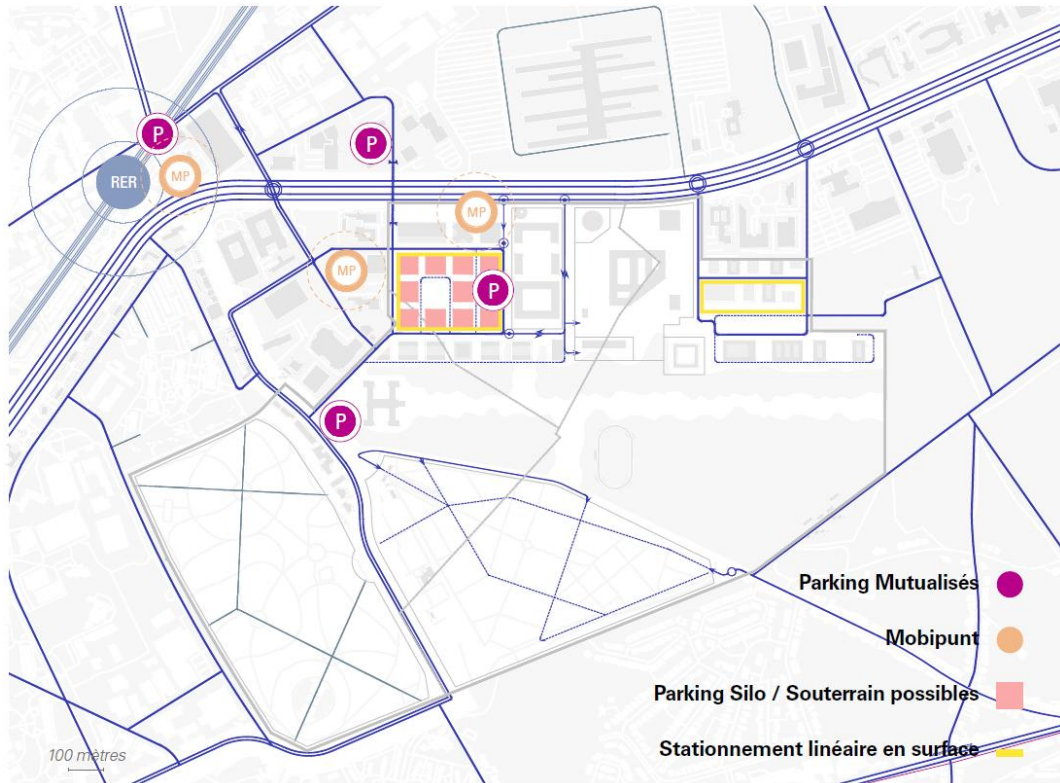 P
P
RER
MP
MP
MP
P
P
Parking Mutualisés
Mobipunt
Parking Silo / Souterrain possibles
Stationnement linéaire en surface
100 mètres